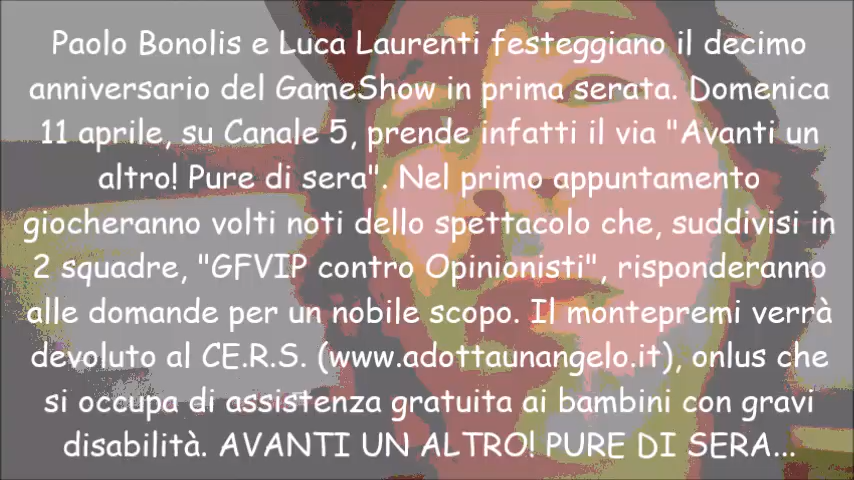 Paolo Bonolis e Luca Laurenti festeggiano il decimo
anniversario del GameShow in prima serata. Domenica
11 aprile, su Canale 5, prende infatti il via "Avanti un
altro! Pure di sera". Nel primo appuntamento
giocheranno volti noti dello spettacolo che, suddivisi in
2 squadre, "GFVIP contro Opinionisti", risponderanno
alle domande per un nobile scopo. Il montepremi verrà
devoluto al CE.R.S. (www.adottaunangelo.it), onlus che
si occupa di assistenza gratuita ai bambini con gravi
disabilità. AVANTI UN ALTRO! PURE DI SERA...